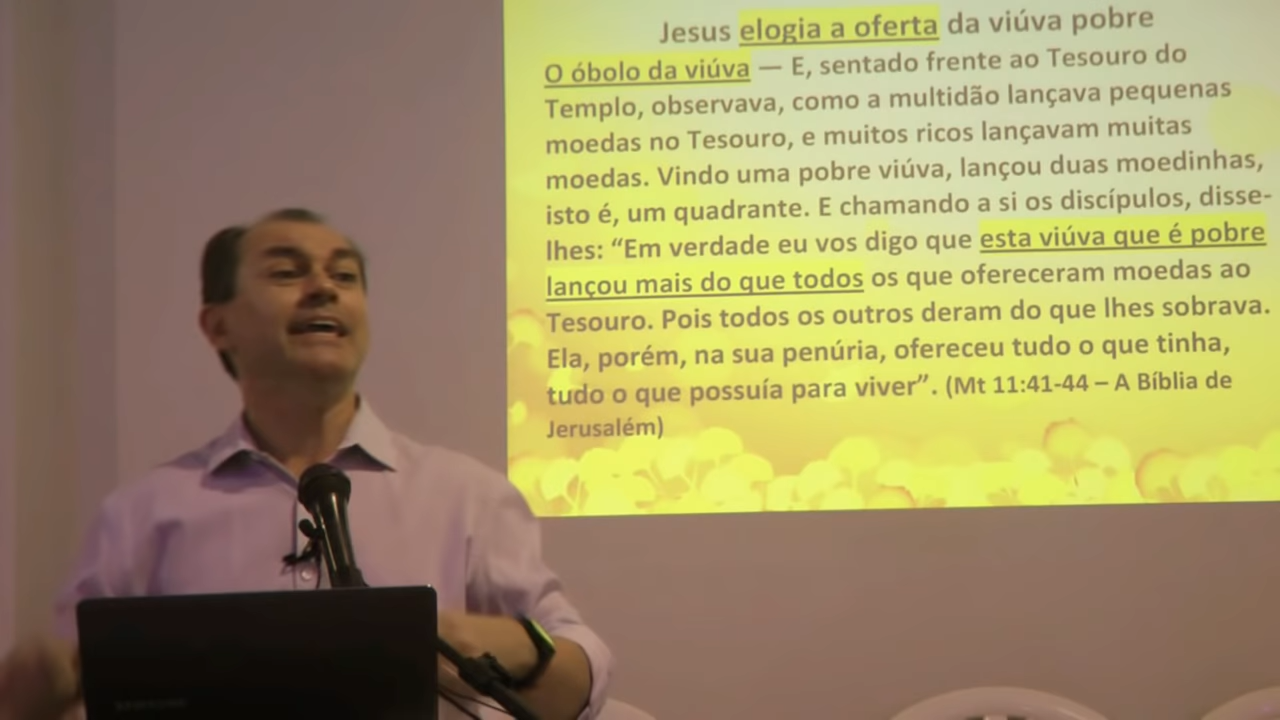 Jesus elogia a oferta da viúva pobre
O óbolo da viúva — E, sentado frente ao Tesouro do
Templo, observava, como a multidão lançava pequenas
moedas no Tesouro, e muitos ricos lançavam muitas
moedas. Vindo uma pobre viúva, lançou duas moedinhas,
isto é, um quadrante. E chamando a si os discípulos, disse-
lhes: “Em verdade eu vos digo que esta viúva que é pobre
lançou mais do que todos os que ofereceram moedas ao
Tesouro. Pois todos os outros deram do que lhes sobrava.
Ela, porém, na sua penúria, ofereceu tudo o que tinha,
tudo o que possuía para viver”. (Mt 11:41-44 – A Bíblia de
Jerusalém)
SAMSUNG